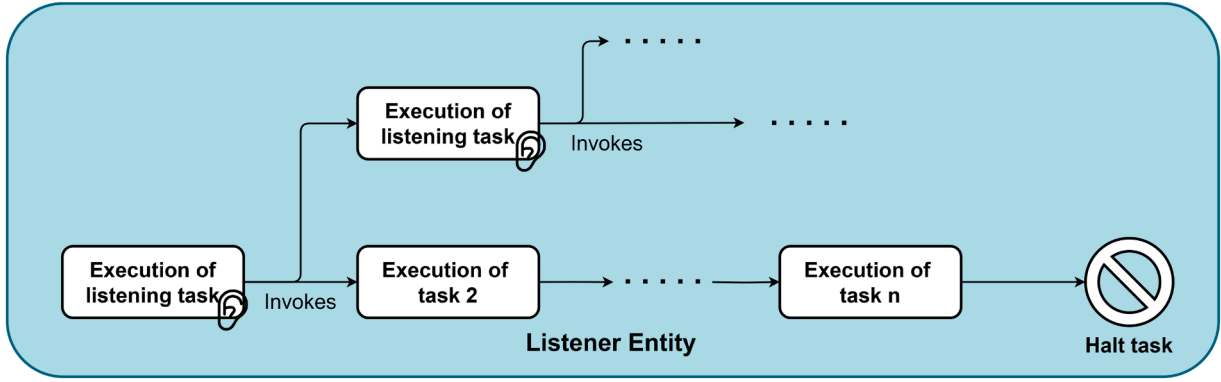 Execution of
listening task
Invokes
Execution of
listening task
Invokes
Execution of
task 2
Execution of
task n
Halt task
Listener Entity